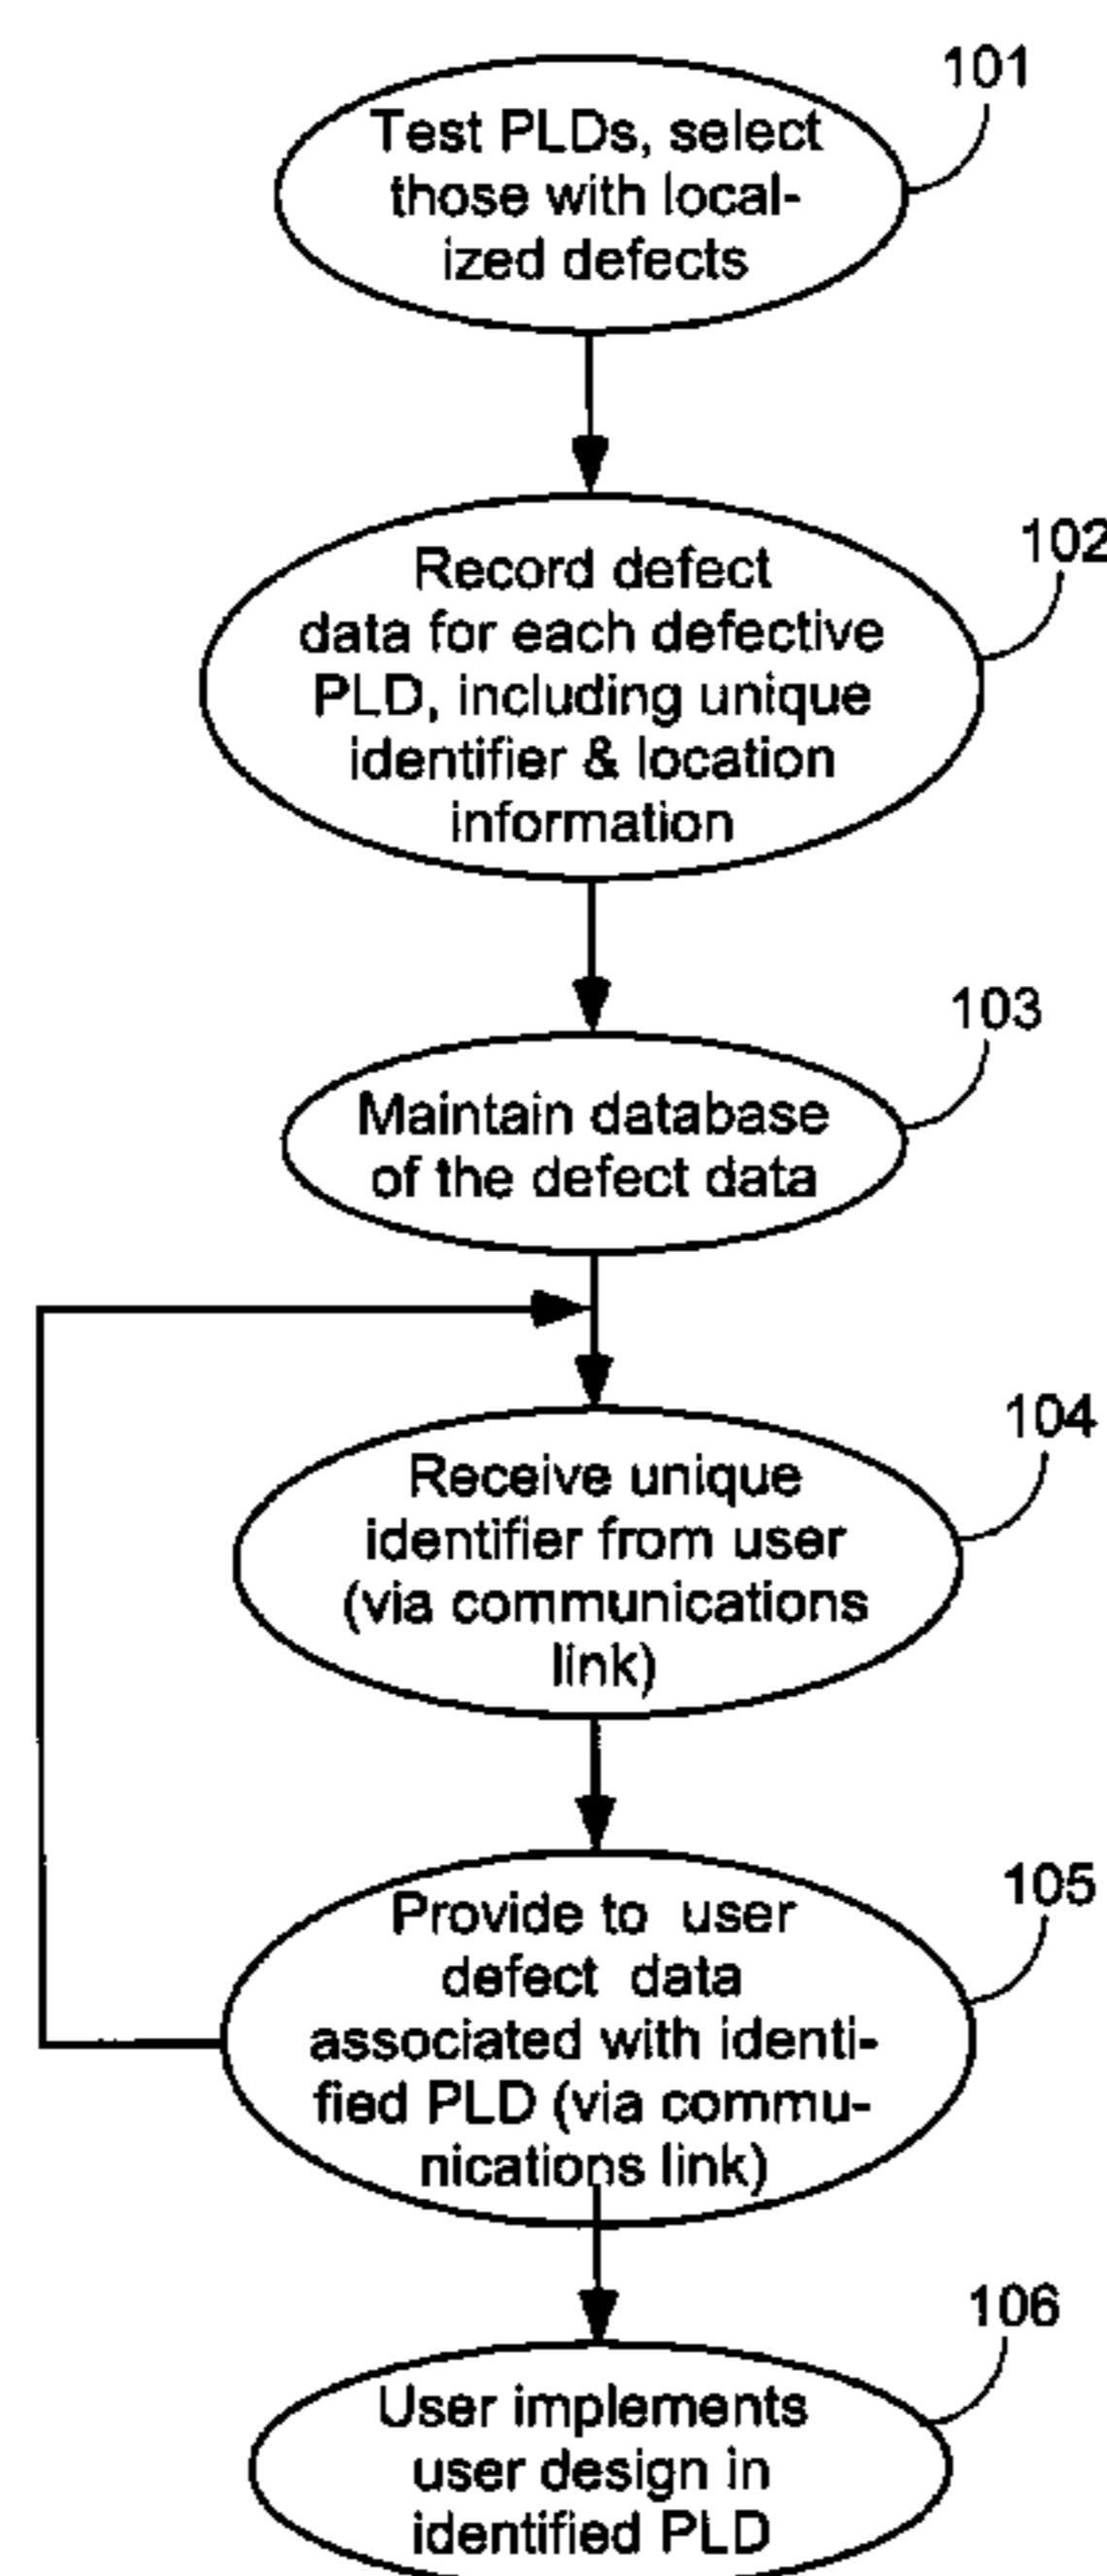 101
Test PLDs, select
those with local-
ized defects
102
Record defect
data for each defective
PLD, including unique
identifier & location
information
103
Maintain database
of the defect data
104
Receive unique
identifier from user
(via communications
link)
105
Provide to user
defect data
associated with identi-
fied PLD (via commu-
nications link)
106
User implements
user design in
identified PLD